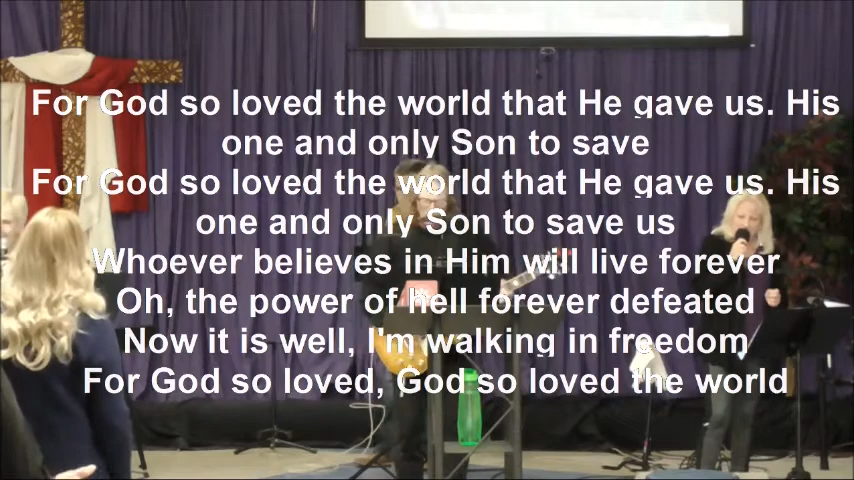 For God so loved the world that He gave us. His
one and only Son to save
For God so loved the world that He gave us. His
one and only Son to save us
Whoever believes in Him will live forever
Oh, the power of hell forever defeated
Now it is well, I'm walking in freedom
For God so loved, God so loved the world